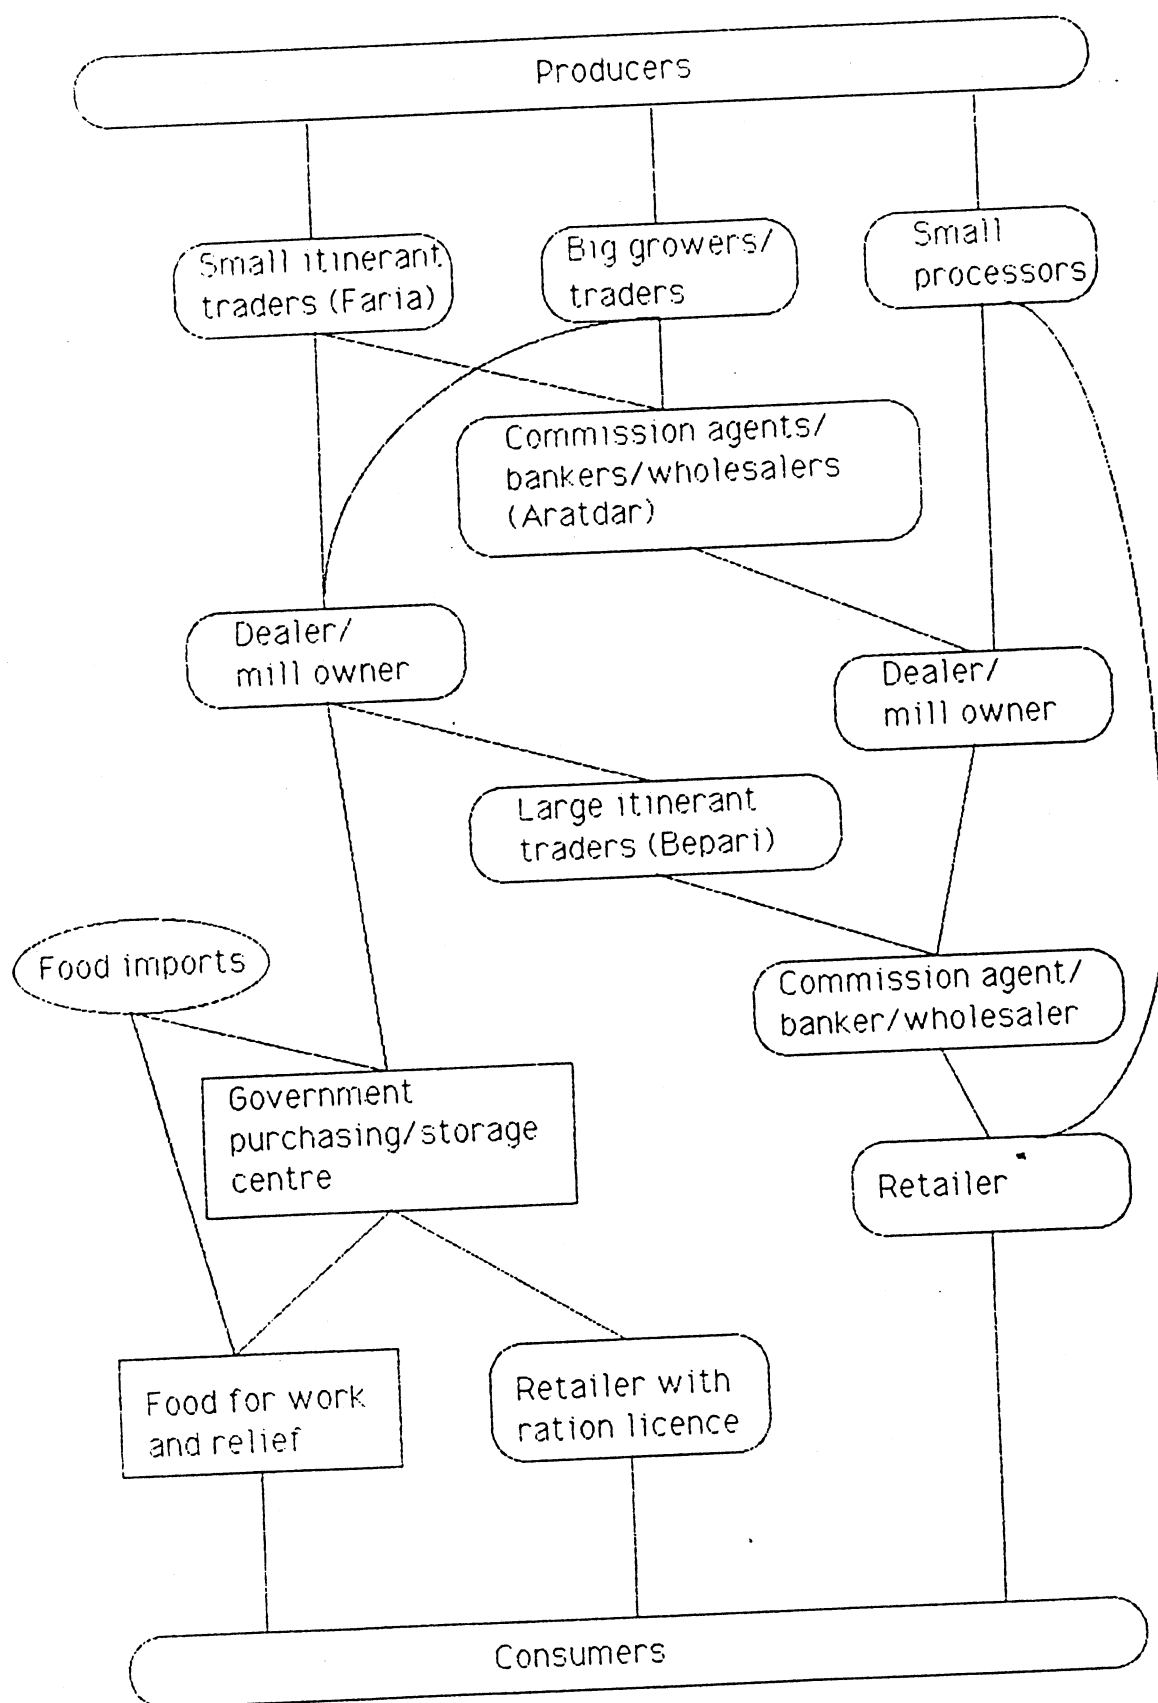 Producers
Small itinerant
traders (Faria)
Big growers/
traders
Small
processors
Commission agents/
bankers/wholesalers
(Aratdar)
Dealer/
mill owner
Dealer/
mill owner
Large itinerant
traders (Bepari)
Food imports
Commission agent/
banker/wholesaler
Government
purchasing/storage
centre
Retailer
Food for work
and relief
Retailer with
ration licence
Consumers